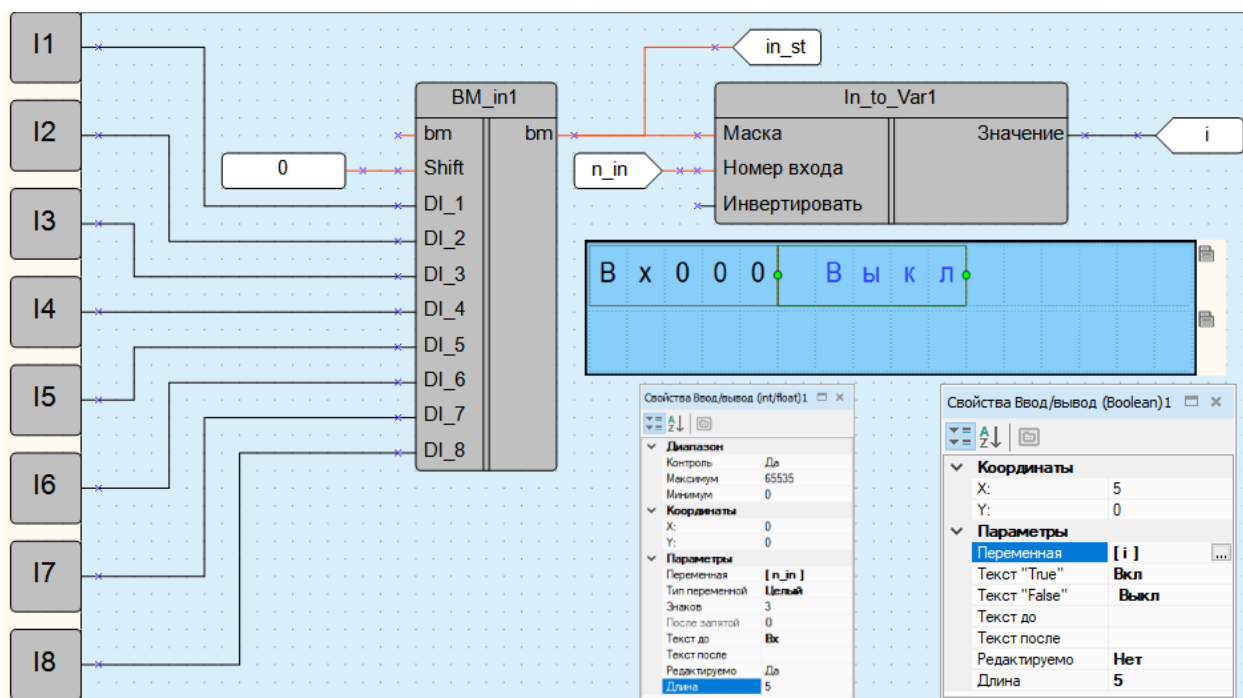 I1
I2
I3
I4
I5
I6
I7
I8
0
BM_in1
bm
bm
Shift
DI_1
DI_2
DI_3
DI_4
DI_5
DI_6
DI_7
DI_8
in_st
n_in
In_to_Var1
Маска
Значение
Номер входа
Инвертировать
i
Вх000 Выкл
Свойства Ввод/вывод (int/float)1
Диапазон
Контроль Да
Максимум 65535
Минимум 0
Координаты
X: 0
Y: 0
Параметры
Переменная [ n_in ]
Тип переменной Целый
Знаков 3
После запятой 0
Текст до Вх
Текст после
Редактируемо Да
Длина 5
Свойства Ввод/вывод (Boolean)1
Координаты
X: 5
Y: 0
Параметры
Переменная [ i ] ...
Текст "True" Вкл
Текст "False" Выкл
Текст до
Текст после
Редактируемо Нет
Длина 5